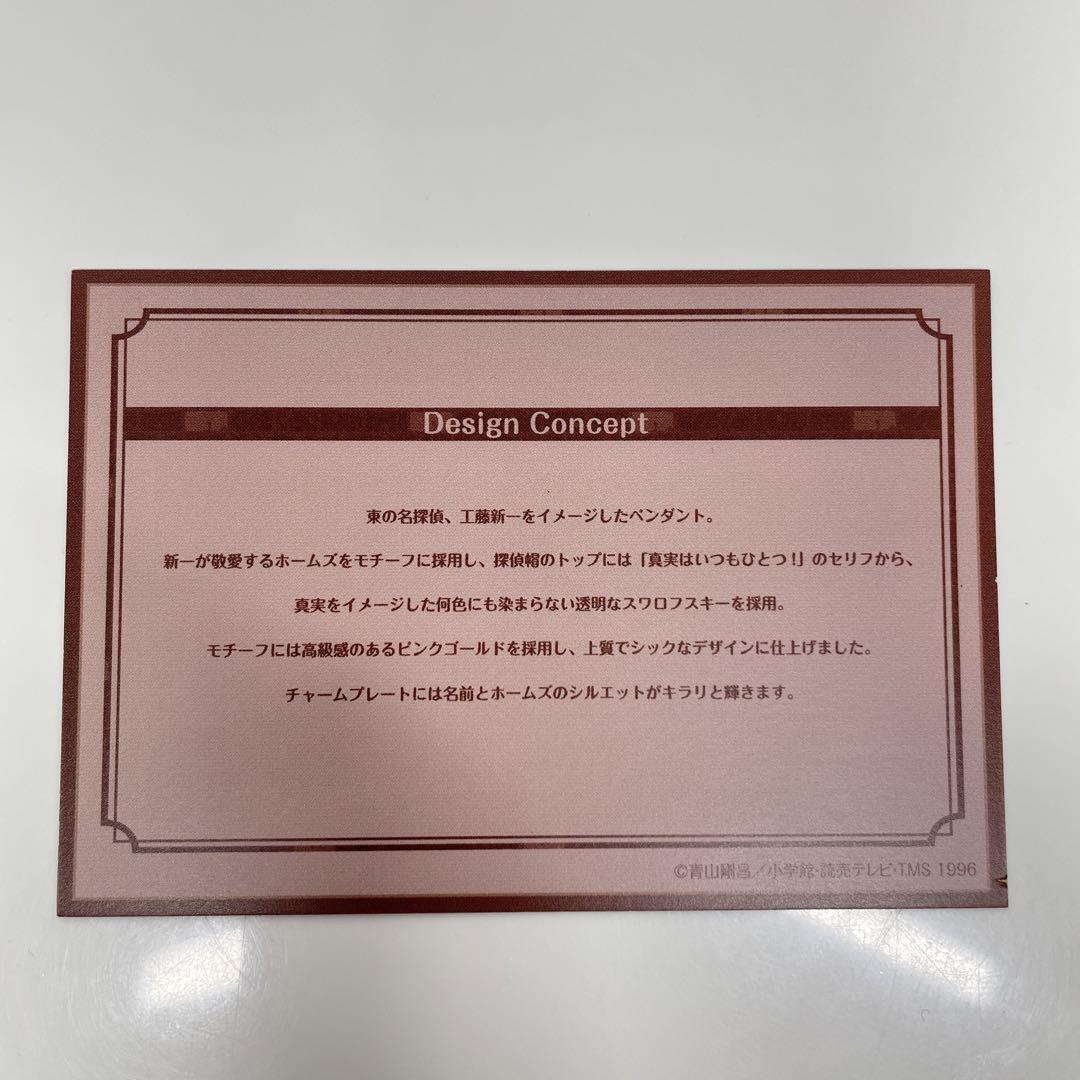 Design Concept
東の名探偵、工藤新一をイメージしたペンダント。
新一が敬愛するホームズをモチーフに採用し、探偵帽のトップには「真実はいつもひとつ!」のセリフから、
真実をイメージした何色にも染まらない透明なスワロフスキーを採用。
モチーフには高級感のあるピンクゴールドを採用し、上質でシックなデザインに仕上げました。
チャームプレートには名前とホームズのシルエットがキラリと輝きます。
©青山剛昌／小学館・読売テレビ・TMS 1996